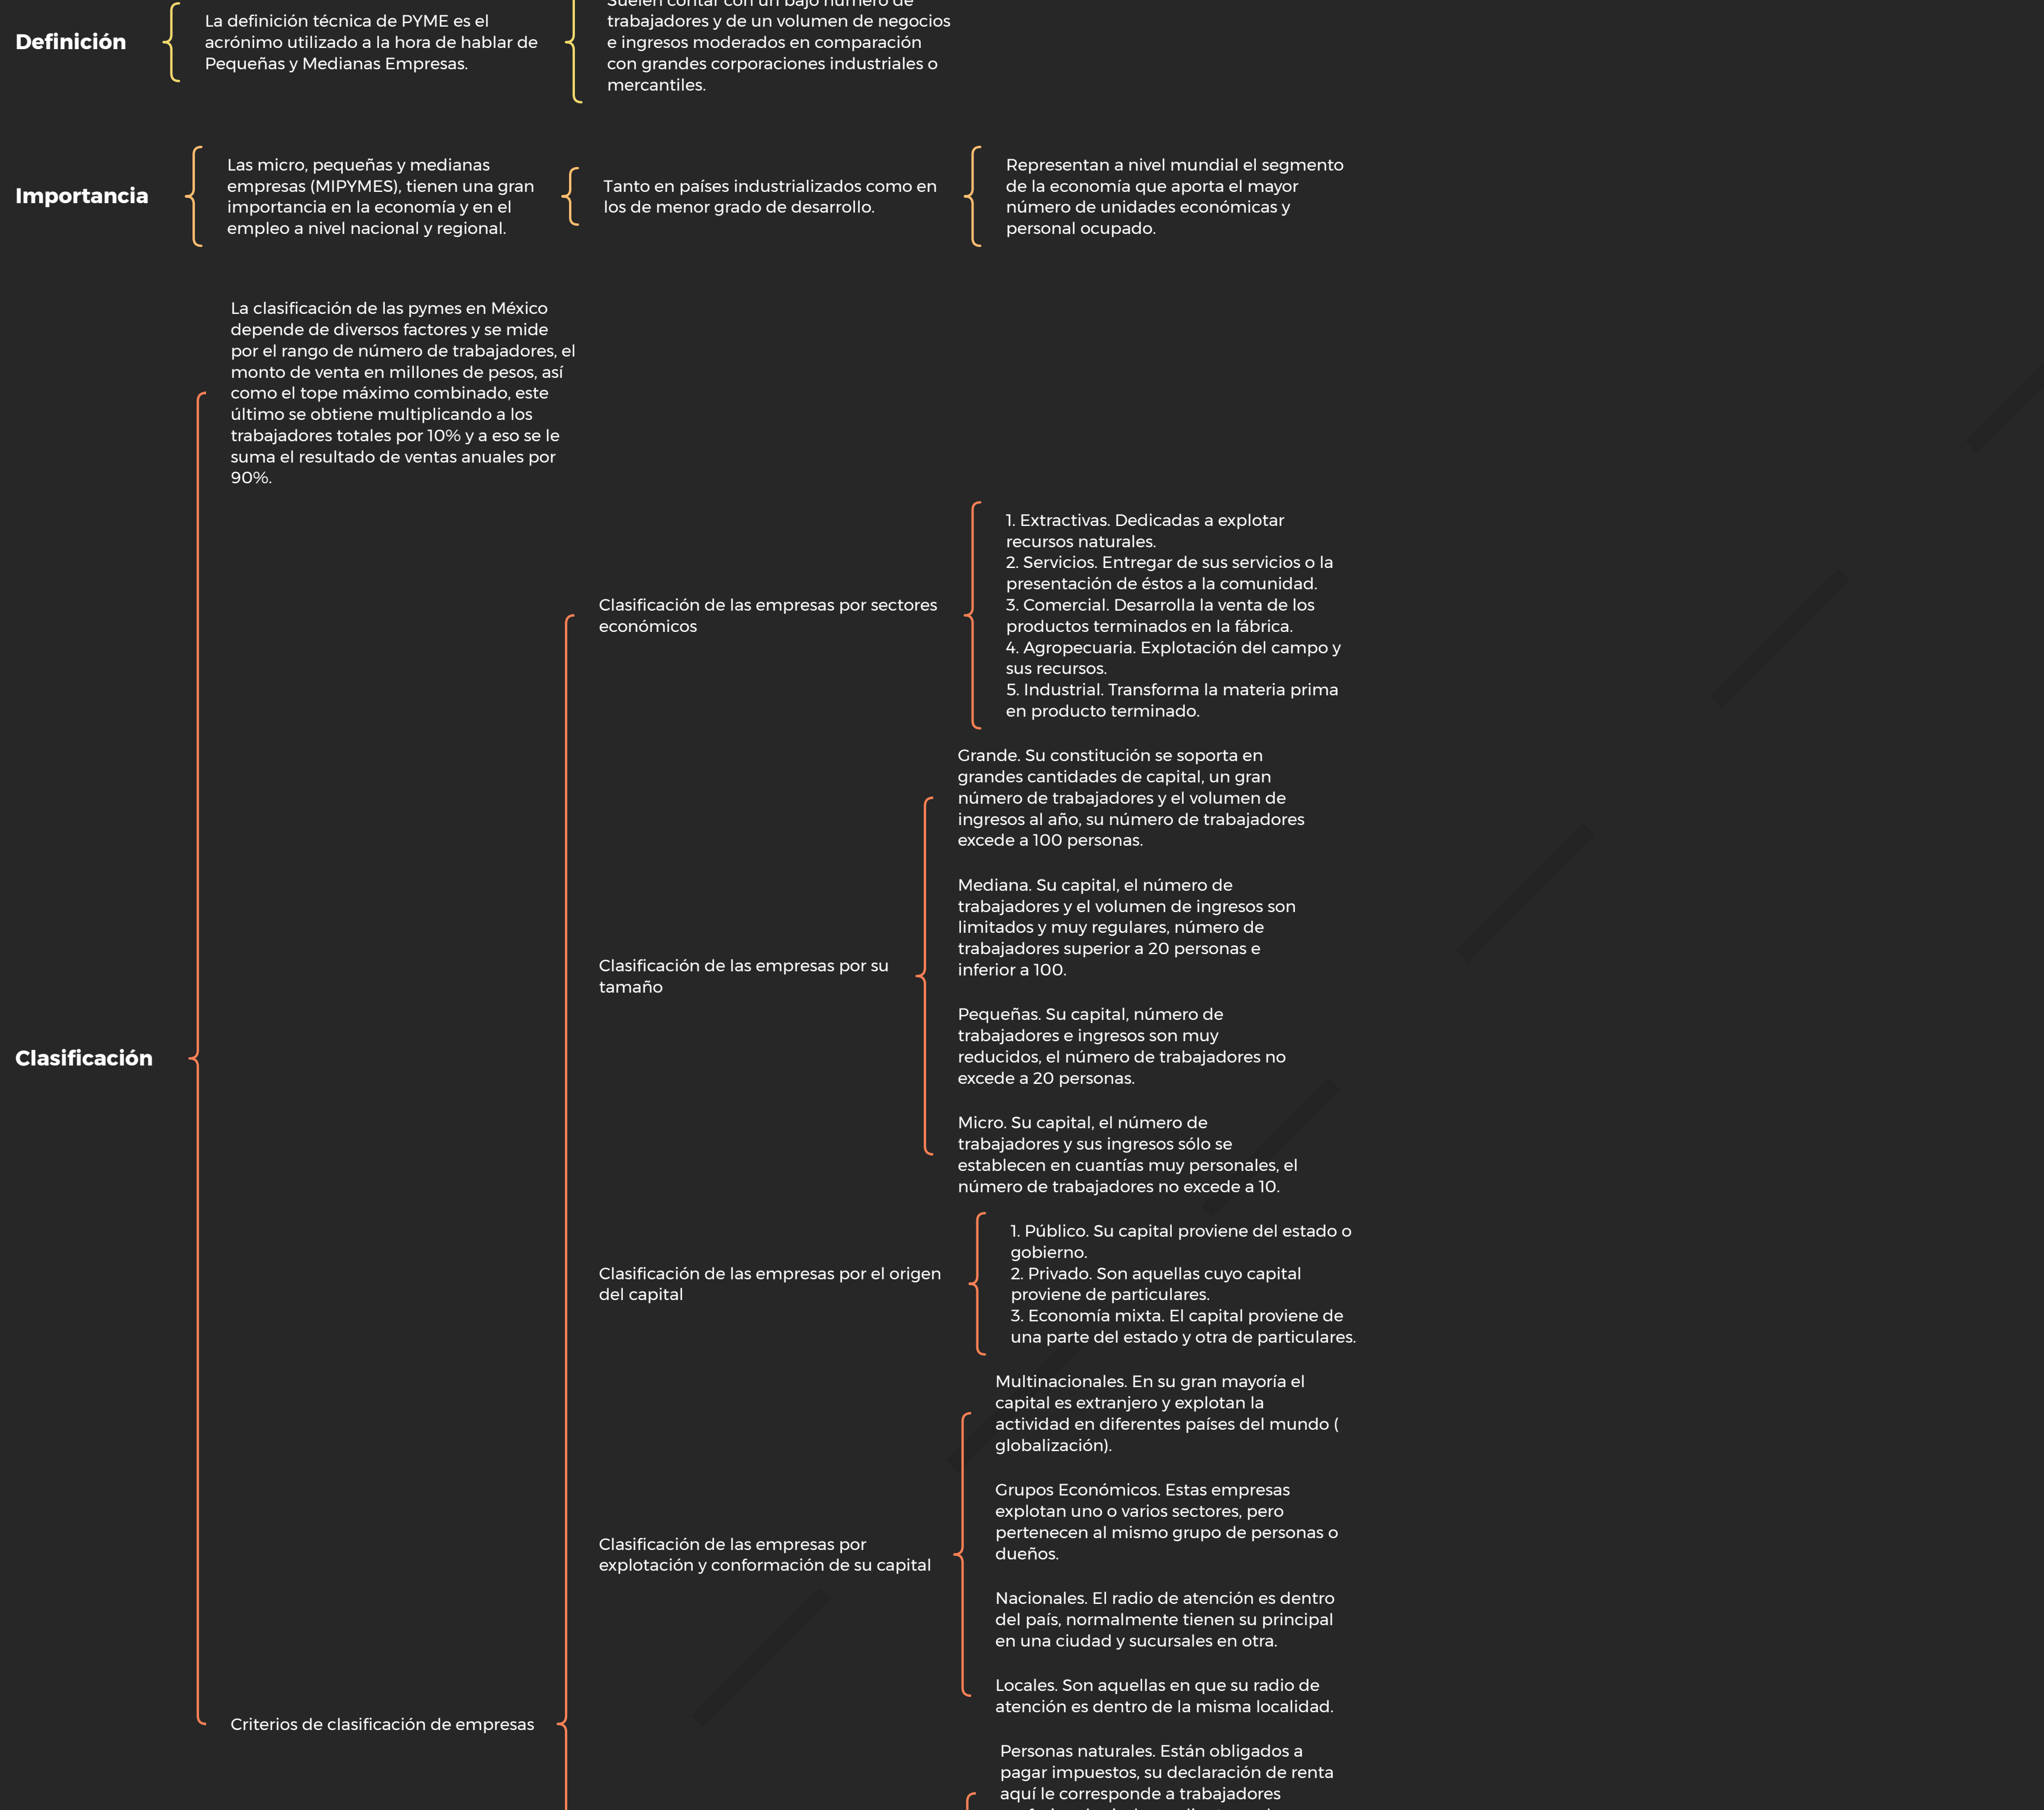 Definición
La definición técnica de PYME es el
acrónimo utilizado a la hora de hablar de
Pequeñas y Medianas Empresas.
Suelen contar con un bajo número de
trabajadores y de un volumen de negocios
e ingresos moderados en comparación
con grandes corporaciones industriales o
mercantiles.
Importancia
Las micro, pequeñas y medianas
empresas (MIPYMES), tienen una gran
importancia en la economía y en el
empleo a nivel nacional y regional.
Tanto en países industrializados como en
los de menor grado de desarrollo.
Representan a nivel mundial el segmento
de la economía que aporta el mayor
número de unidades económicas y
personal ocupado.
Clasificación
La clasificación de las pymes en México
depende de diversos factores y se mide
por el rango de número de trabajadores, el
monto de venta en millones de pesos, así
como el tope máximo combinado, este
último se obtiene multiplicando a los
trabajadores totales por 10% y a eso se le
suma el resultado de ventas anuales por
90%.
Criterios de clasificación de empresas
Clasificación de las empresas por sectores
económicos
1. Extractivas. Dedicadas a explotar
recursos naturales.
2. Servicios. Entregar de sus servicios o la
presentación de éstos a la comunidad.
3. Comercial. Desarrolla la venta de los
productos terminados en la fábrica.
4. Agropecuaria. Explotación del campo y
sus recursos.
5. Industrial. Transforma la materia prima
en producto terminado.
Clasificación de las empresas por su
tamaño
Grande. Su constitución se soporta en
grandes cantidades de capital, un gran
número de trabajadores y el volumen de
ingresos al año, su número de trabajadores
excede a 100 personas.
Mediana. Su capital, el número de
trabajadores y el volumen de ingresos son
limitados y muy regulares, número de
trabajadores superior a 20 personas e
inferior a 100.
Pequeñas. Su capital, número de
trabajadores e ingresos son muy
reducidos, el número de trabajadores no
excede a 20 personas.
Micro. Su capital, el número de
trabajadores y sus ingresos sólo se
establecen en cuantías muy personales, el
número de trabajadores no excede a 10.
Clasificación de las empresas por el origen
del capital
1. Público. Su capital proviene del estado o
gobierno.
2. Privado. Son aquellas cuyo capital
proviene de particulares.
3. Economía mixta. El capital proviene de
una parte del estado y otra de particulares.
Clasificación de las empresas por
explotación y conformación de su capital
Multinacionales. En su gran mayoría el
capital es extranjero y explotan la
actividad en diferentes países del mundo (
globalización).
Grupos Económicos. Estas empresas
explotan uno o varios sectores, pero
pertenecen al mismo grupo de personas o
dueños.
Nacionales. El radio de atención es dentro
del país, normalmente tienen su principal
en una ciudad y sucursales en otra.
Locales. Son aquellas en que su radio de
atención es dentro de la misma localidad.
Personas naturales. Están obligados a
pagar impuestos, su declaración de renta
aquí le corresponde a trabajadores